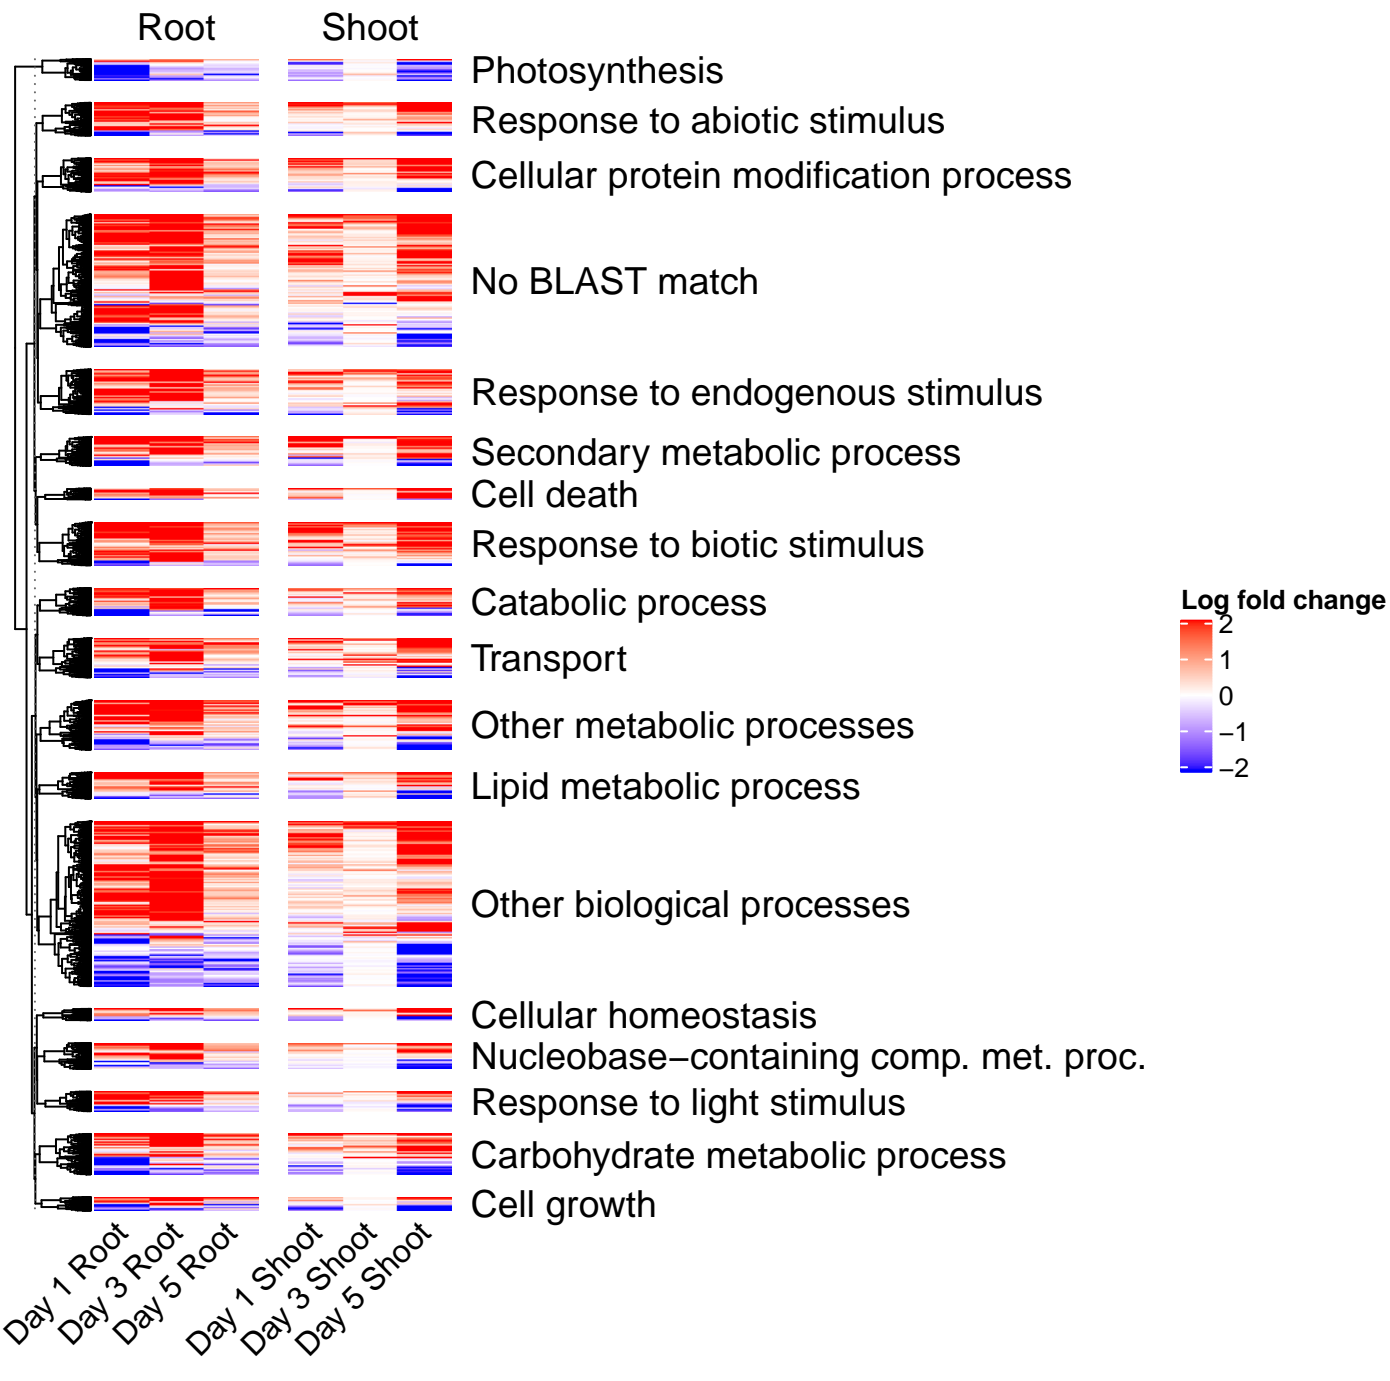 Root
Shoot
Photosynthesis
Response to abiotic stimulus
Cellular protein modification process
No BLAST match
Response to endogenous stimulus
Secondary metabolic process
Cell death
Response to biotic stimulus
Catabolic process
Transport
Other metabolic processes
Lipid metabolic process
Other biological processes
Cellular homeostasis
Nucleobase−containing comp. met. proc.
Response to light stimulus
Carbohydrate metabolic process
Cell growth
Day 1 Root
Day 3 Root
Day 5 Root
Day 1 Shoot
Day 3 Shoot
Day 5 Shoot
Log fold change
2
1
0
−1
−2